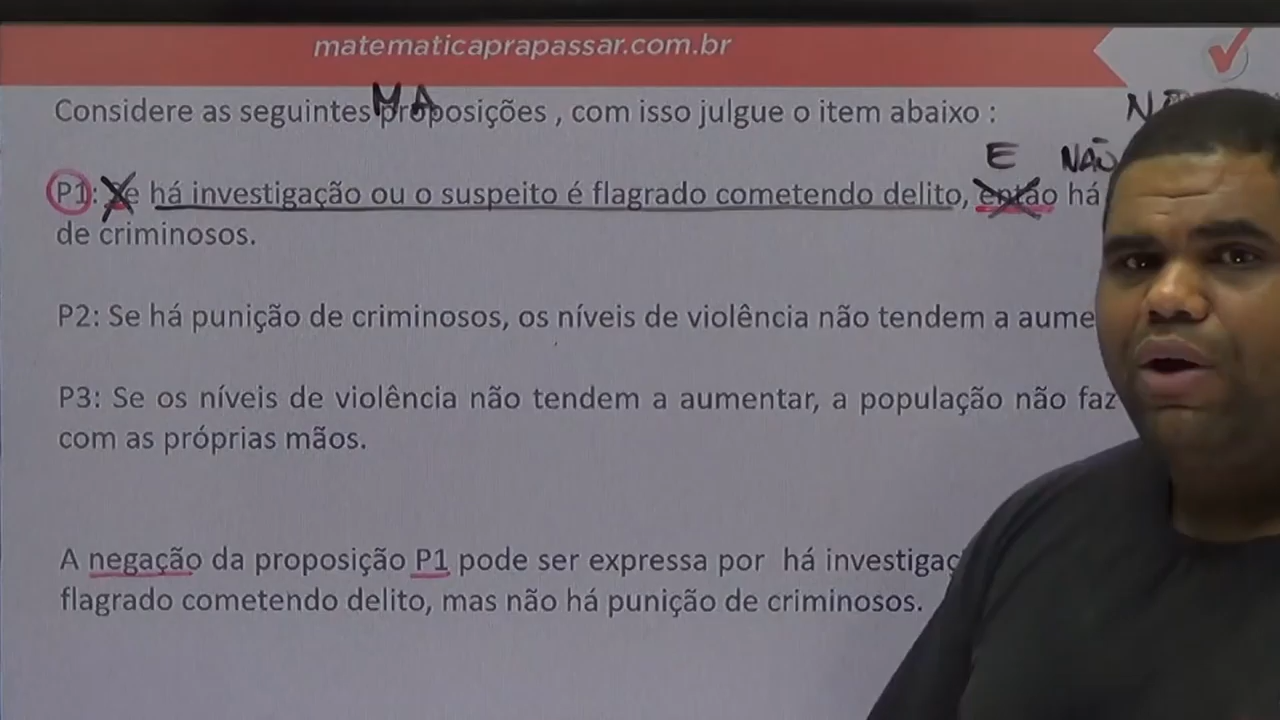 matematicaprapassar.com.br
MA
Considere as seguintes proposições , com isso julgue o item abaixo :
E NÃO
P1: Se há investigação ou o suspeito é flagrado cometendo delito, então há
de criminosos.
P2: Se há punição de criminosos, os níveis de violência não tendem a
P3: Se os níveis de violência não tendem a aumentar, a população não faz
com as próprias mãos.
A negação da proposição P1 pode ser expressa por há
flagrado cometendo delito, mas não há punição de criminosos.